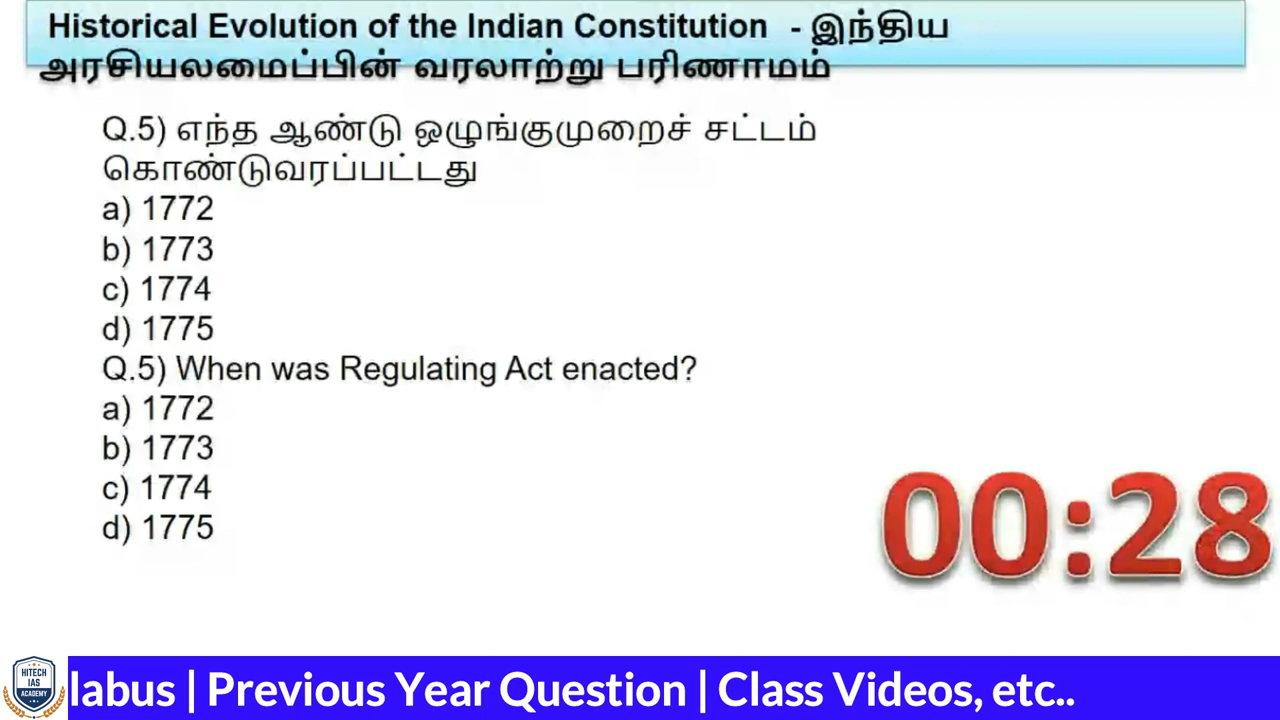 Historical Evolution of the Indian Constitution - இந்திய
அரசியலமைப்பின் வரலாற்று பரிணாமம்
Q.5) எந்த ஆண்டு ஒழுங்குமுறைச் சட்டம்
கொண்டுவரப்பட்டது
a) 1772
b) 1773
c) 1774
d) 1775
Q.5) When was Regulating Act enacted?
a) 1772
b) 1773
c) 1774
d) 1775
00:28
HITECH
IAS
ACADEMY
labus | Previous Year Question | Class Videos, etc..